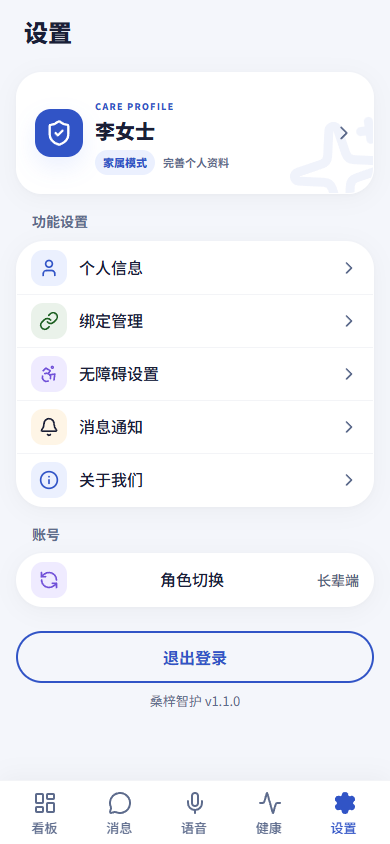 设置
CARE PROFILE
李女士
家属模式 完善个人资料
功能设置
个人信息
绑定管理
无障碍设置
消息通知
关于我们
账号
角色切换 长辈端
退出登录
桑梓智护 v1.1.0
看板 消息 语音 健康 设置